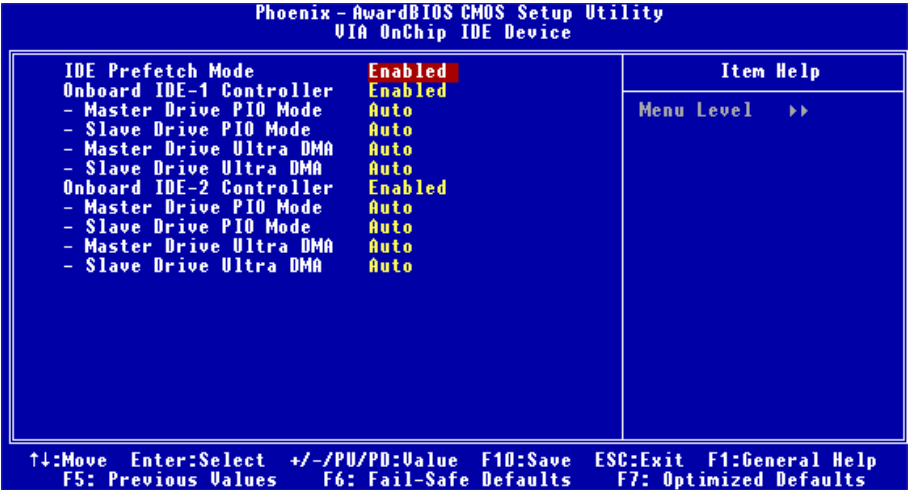 Phoenix - AwardBIOS CMOS Setup Utility
VIA OnChip IDE Device
IDE Prefetch Mode Enabled
Onboard IDE-1 Controller Enabled
- Master Drive PIO Mode Auto
- Slave Drive PIO Mode Auto
- Master Drive Ultra DMA Auto
- Slave Drive Ultra DMA Auto
Onboard IDE-2 Controller Enabled
- Master Drive PIO Mode Auto
- Slave Drive PIO Mode Auto
- Master Drive Ultra DMA Auto
- Slave Drive Ultra DMA Auto
Item Help
Menu Level ▸▸
↑↓:Move Enter:Select +/-/PU/PD:Value F10:Save ESC:Exit F1:General Help
F5: Previous Values F6: Fail-Safe Defaults F7: Optimized Defaults